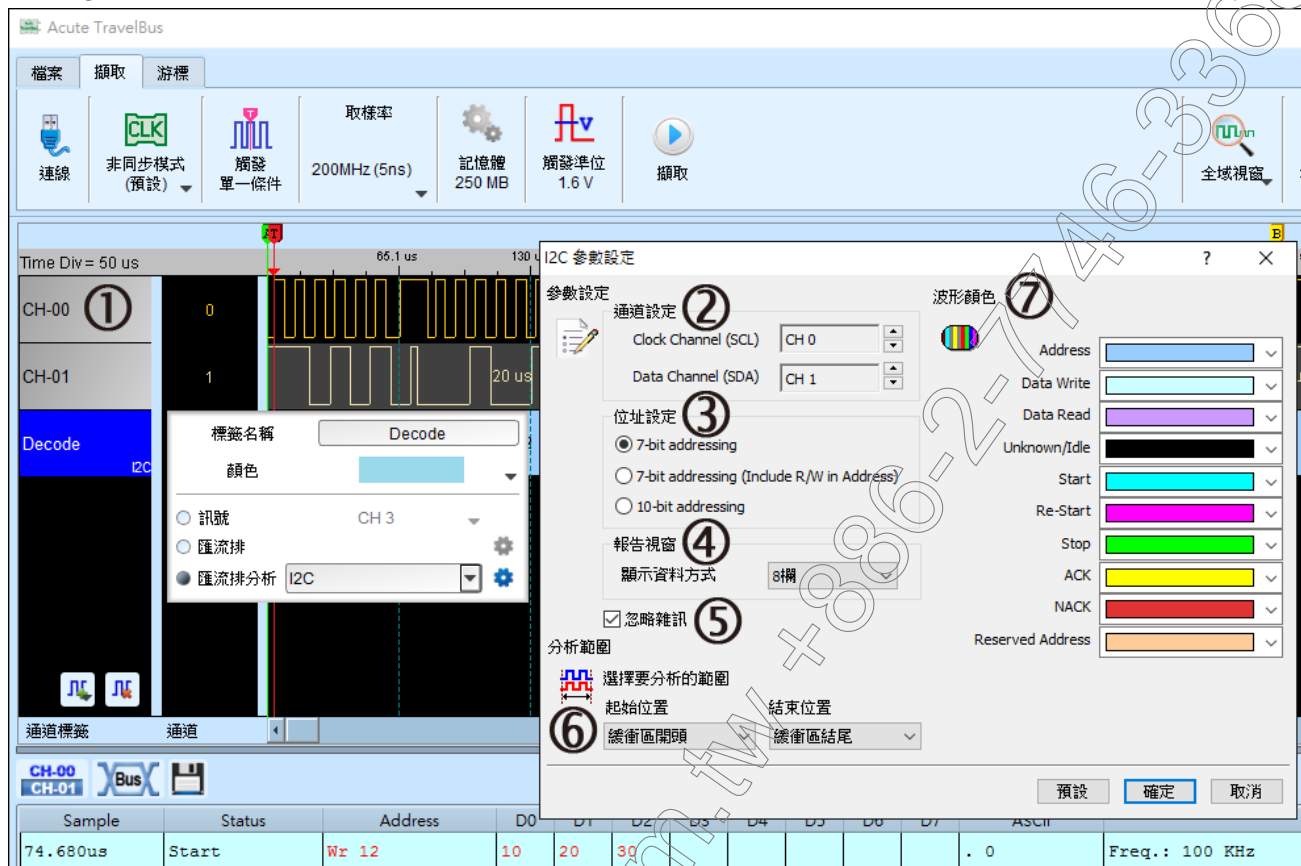 Acute TravelBus
檔案 擷取 游標
連線
非同步模式
(預設)
觸發
單一條件
取樣率
200MHz (5ns)
記憶體
250 MB
觸發準位
1.6 V
擷取
全域視窗
CLK
T
V
A T
B
Time Div = 50 us
65.1 us
130 u
CH-00 ① 0
CH-01 1
20 us
Decode
I2C
標籤名稱 Decode
顏色
訊號 CH 3
匯流排
匯流排分析 I2C
通道標籤 通道
I2C 參數設定 ? ×
參數設定
通道設定 ②
Clock Channel (SCL) CH 0
Data Channel (SDA) CH 1
位址設定 ③
7-bit addressing
7-bit addressing (Include R/W in Address)
10-bit addressing
報告視窗 ④
顯示資料方式 8欄
忽略雜訊 ⑤
分析範圍
選擇要分析的範圍
⑥
起始位置 結束位置
緩衝區開頭 緩衝區結尾
波形顏色 ⑦
Address
Data Write
Data Read
Unknown/Idle
Start
Re-Start
Stop
ACK
NACK
Reserved Address
預設 確定 取消
CH-00
CH-01
Bus
Sample Status Address D0 D1 D2 D3 D4 D5 D6 D7 ASCII
74.680us Start Wr 12 10 20 30 . 0 Freq.: 100 KHz
m.tw +886-2-746-336